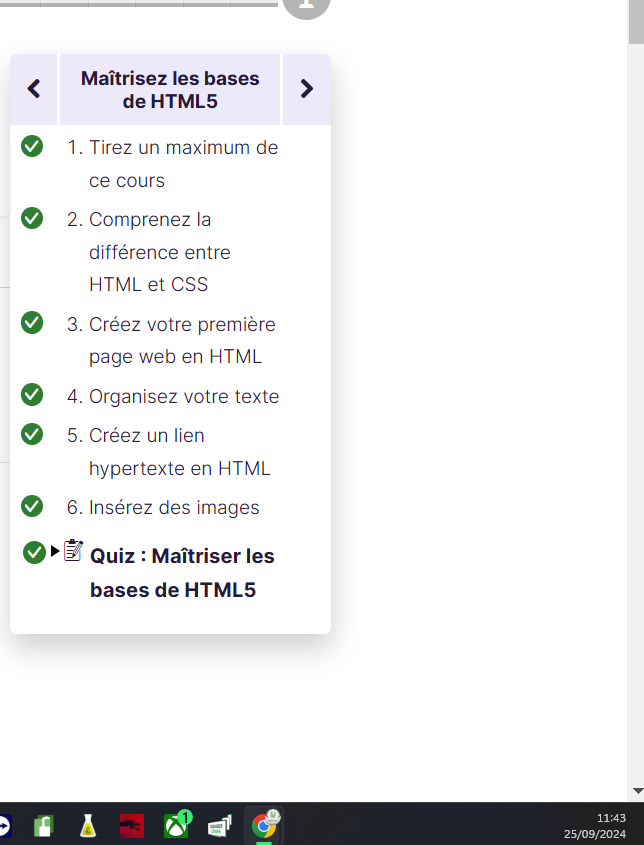 1
Maîtrisez les bases
de HTML5
1. Tirez un maximum de
ce cours
2. Comprenez la
différence entre
HTML et CSS
3. Créez votre première
page web en HTML
4. Organisez votre texte
5. Créez un lien
hypertexte en HTML
6. Insérez des images
Quiz : Maîtriser les
bases de HTML5
1
11:43
25/09/2024